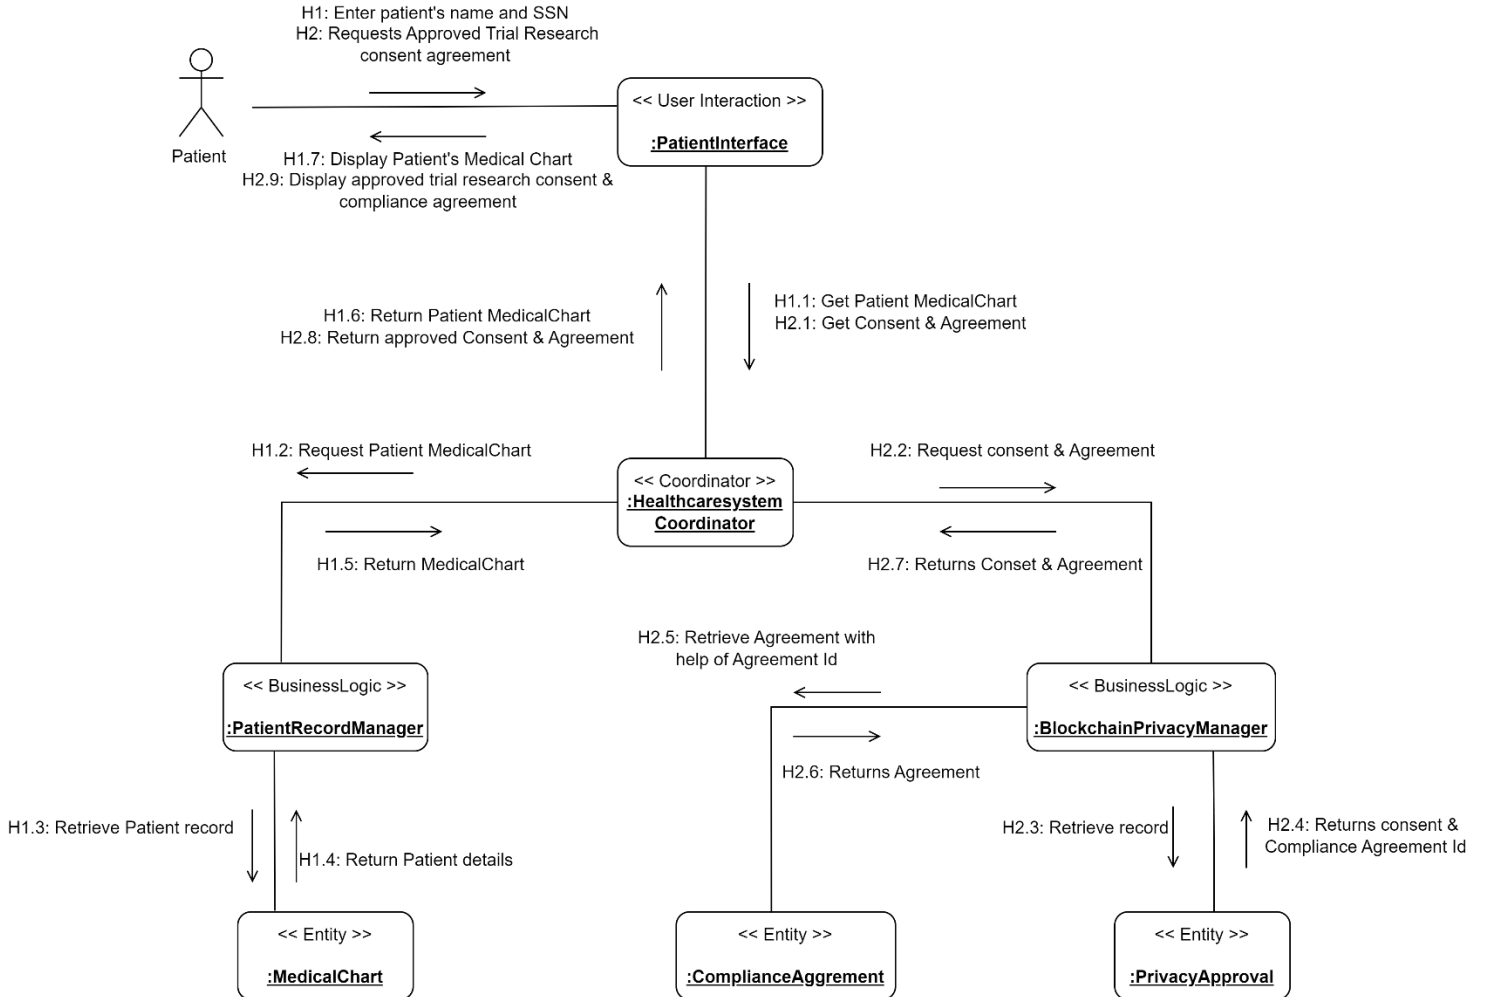 H1: Enter patient's name and SSN
H2: Requests Approved Trial Research
consent agreement
<< User Interaction >>
:PatientInterface
Patient
H1.7: Display Patient's Medical Chart
H2.9: Display approved trial research consent &
compliance agreement
H1.6: Return Patient MedicalChart
H2.8: Return approved Consent & Agreement
H1.1: Get Patient MedicalChart
H2.1: Get Consent & Agreement
H1.2: Request Patient MedicalChart
H2.2: Request consent & Agreement
<< Coordinator >>
:Healthcaresystem
Coordinator
H1.5: Return MedicalChart
H2.7: Returns Conset & Agreement
H2.5: Retrieve Agreement with
help of Agreement Id
<< BusinessLogic >>
:PatientRecordManager
<< BusinessLogic >>
:BlockchainPrivacyManager
H2.6: Returns Agreement
H1.3: Retrieve Patient record
H1.4: Return Patient details
H2.3: Retrieve record
H2.4: Returns consent &
Compliance Agreement Id
<< Entity >>
:MedicalChart
<< Entity >>
:ComplianceAggrement
<< Entity >>
:PrivacyApproval